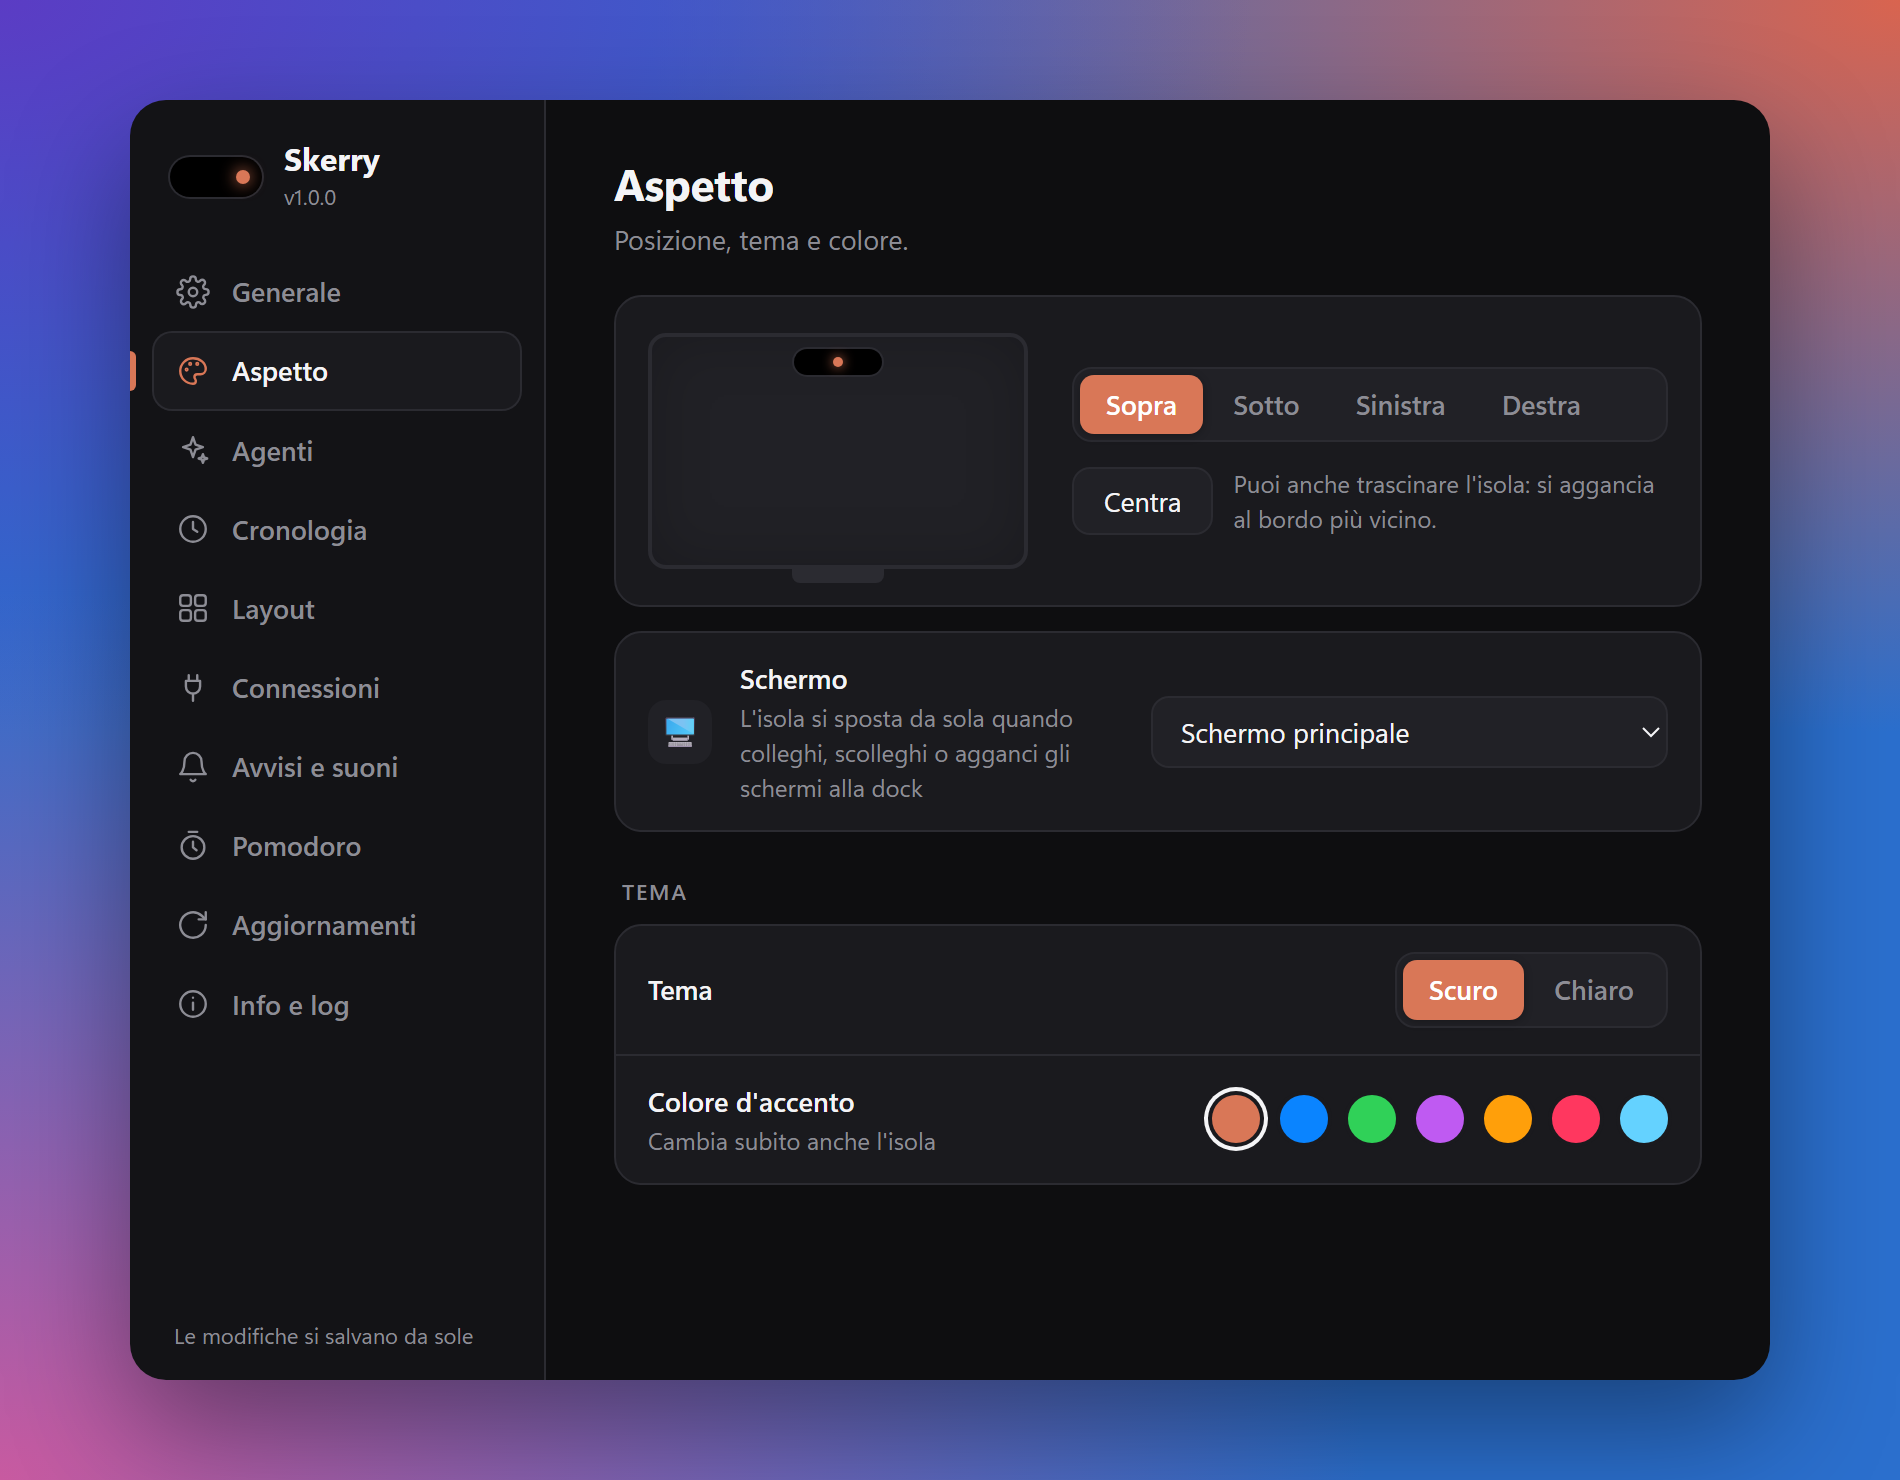 Skerry
v1.0.0
Generale
Aspetto
Agenti
Cronologia
Layout
Connessioni
Avvisi e suoni
Pomodoro
Aggiornamenti
Info e log
Le modifiche si salvano da sole
Aspetto
Posizione, tema e colore.
Sopra Sotto Sinistra Destra
Centra
Puoi anche trascinare l'isola: si aggancia
al bordo più vicino.
Schermo
L'isola si sposta da sola quando
colleghi, scolleghi o agganci gli
schermi alla dock
Schermo principale
TEMA
Tema
Scuro Chiaro
Colore d'accento
Cambia subito anche l'isola